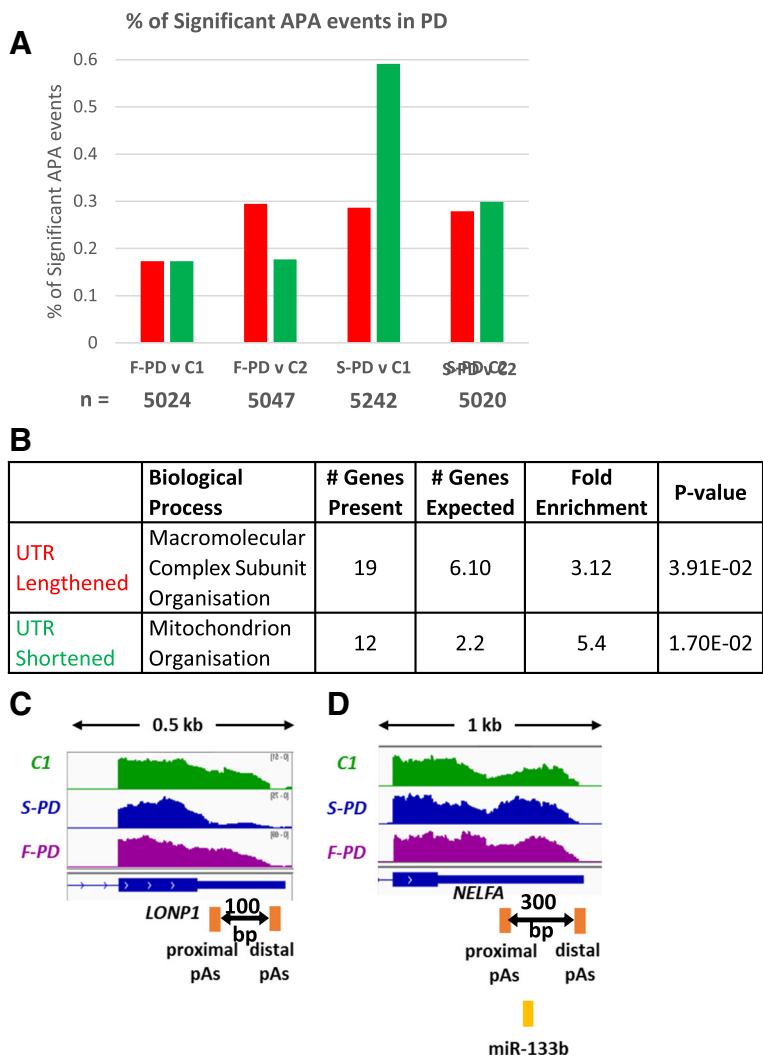 % of Significant APA events in PD
A
% of Significant APA events
0.6
0.5
0.4
0.3
0.2
0.1
0
F-PD v C1 F-PD v C2 S-PD v C1 S-PD v C2
n = 5024 5047 5242 5020
B
Biological Process # Genes Present # Genes Expected Fold Enrichment P-value
UTR Lengthened Macromolecular Complex Subunit Organisation 19 6.10 3.12 3.91E-02
UTR Shortened Mitochondrion Organisation 12 2.2 5.4 1.70E-02
C
0.5 kb
C1
S-PD
F-PD
LONP1
100
bp
proximal pAs
distal pAs
D
1 kb
C1
S-PD
F-PD
NELFA
300
bp
proximal pAs
distal pAs
miR-133b